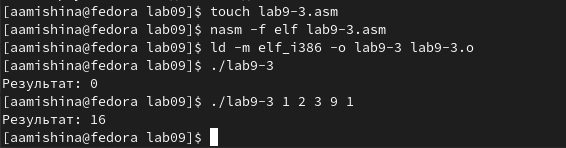 [aamishina@fedora lab09]$ touch lab9-3.asm
[aamishina@fedora lab09]$ nasm -f elf lab9-3.asm
[aamishina@fedora lab09]$ ld -m elf_i386 -o lab9-3 lab9-3.o
[aamishina@fedora lab09]$ ./lab9-3
Результат: 0
[aamishina@fedora lab09]$ ./lab9-3 1 2 3 9 1
Результат: 16
[aamishina@fedora lab09]$